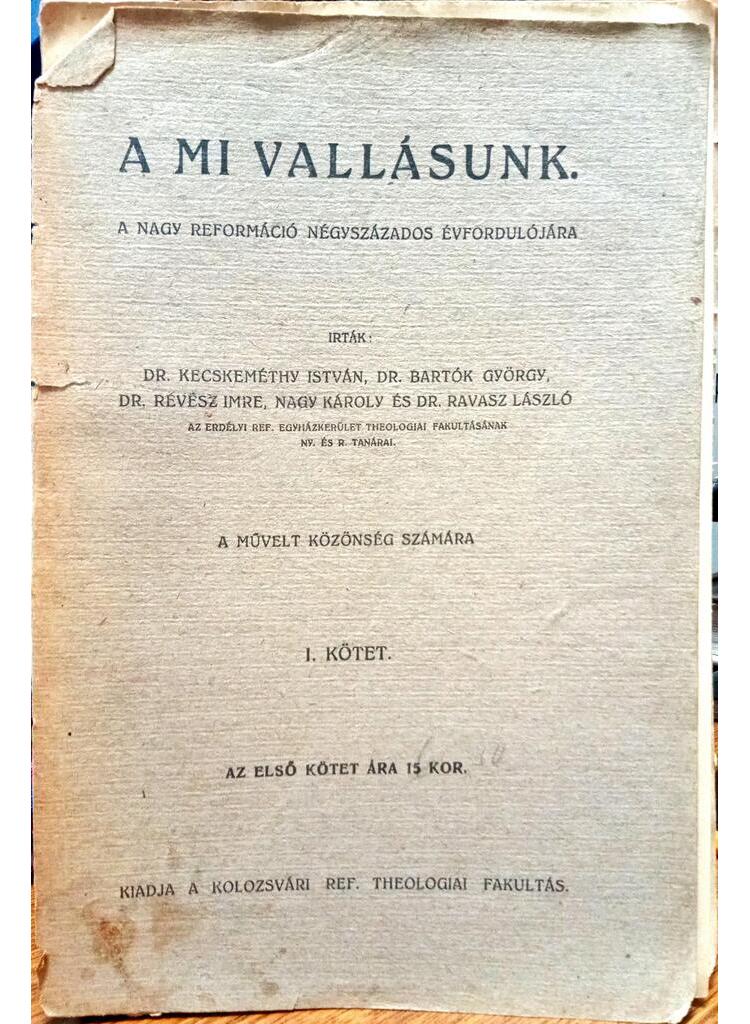 A MI VALLÁSUNK.
A NAGY REFORMÁCIÓ NÉGYSZÁZADOS ÉVFORDULÓJÁRA
IRTÁK:
DR. KECSKEMÉTHY ISTVÁN, DR. BARTÓK GYÖRGY,
DR. RÉVÉSZ IMRE, NAGY KÁROLY ÉS DR. RAVASZ LÁSZLÓ
AZ ERDÉLYI REF. EGYHÁZKERÜLET THEOLOGIAI FAKULTÁSÁNAK
NY. ÉS R. TANÁRAI.
A MŰVELT KÖZÖNSÉG SZÁMÁRA
I. KÖTET.
AZ ELSŐ KÖTET ÁRA 15 KOR.
KIADJA A KOLOZSVÁRI REF. THEOLOGIAI FAKULTÁS.